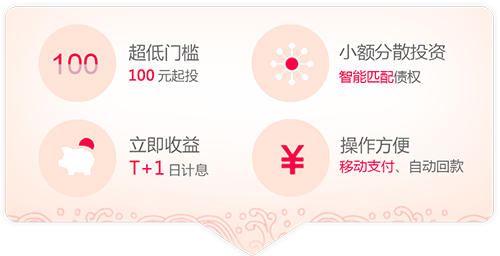 100
超低门槛
100 元起投
小额分散投资
智能匹配债权
立即收益
T+1 日计息
¥
操作方便
移动支付、自动回款